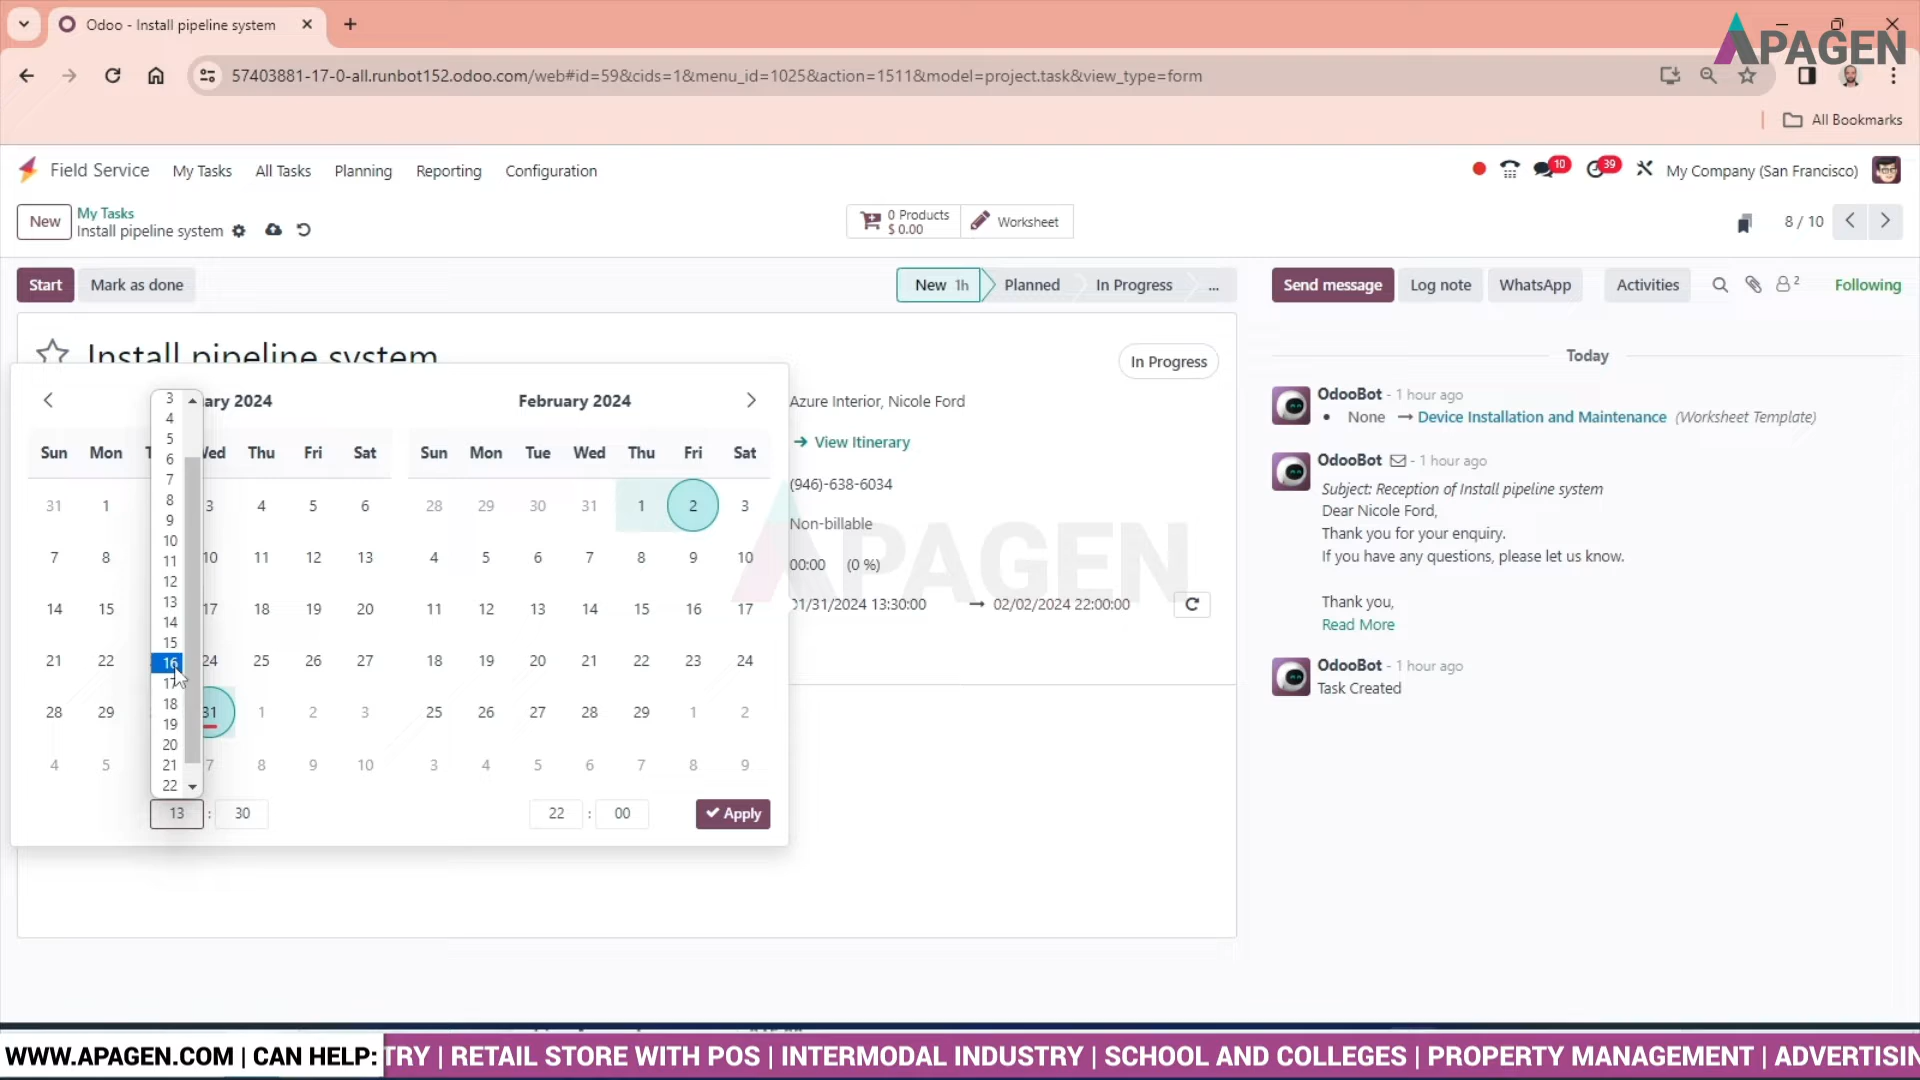 Odoo - Install pipeline system
APAGEN
57403881-17-0-all.runbot152.odoo.com/web#id=59&cids=1&menu_id=1025&action=1511&model=project.task&view_type=form
All Bookmarks
Field Service My Tasks All Tasks Planning Reporting Configuration
10 39 My Company (San Francisco)
New My Tasks
Install pipeline system
0 Products
$ 0.00
Worksheet
8 / 10
Start Mark as done
New 1h Planned In Progress ...
Send message Log note WhatsApp Activities 2 Following
Install pipeline system
In Progress
Today
ary 2024 February 2024
Sun Mon T Wed Thu Fri Sat Sun Mon Tue Wed Thu Fri Sat
31 1 3 4 5 6 28 29 30 31 1 2 3
7 8 10 11 12 13 4 5 6 7 8 9 10
14 15 17 18 19 20 11 12 13 14 15 16 17
21 22 24 25 26 27 18 19 20 21 22 23 24
28 29 31 1 2 3 25 26 27 28 29 1 2
4 5 7 8 9 10 3 4 5 6 7 8 9
3
4
5
6
7
8
9
10
11
12
13
14
15
16
17
18
19
20
21
22
13 : 30 22 : 00 Apply
Azure Interior, Nicole Ford
→ View Itinerary
(946)-638-6034
Non-billable
00:00 (0 %)
01/31/2024 13:30:00 → 02/02/2024 22:00:00
APAGEN
OdooBot - 1 hour ago
• None → Device Installation and Maintenance (Worksheet Template)
OdooBot - 1 hour ago
Subject: Reception of Install pipeline system
Dear Nicole Ford,
Thank you for your enquiry.
If you have any questions, please let us know.
Thank you,
Read More
OdooBot - 1 hour ago
Task Created
WWW.APAGEN.COM | CAN HELP: TRY | RETAIL STORE WITH POS | INTERMODAL INDUSTRY | SCHOOL AND COLLEGES | PROPERTY MANAGEMENT | ADVERTISIN